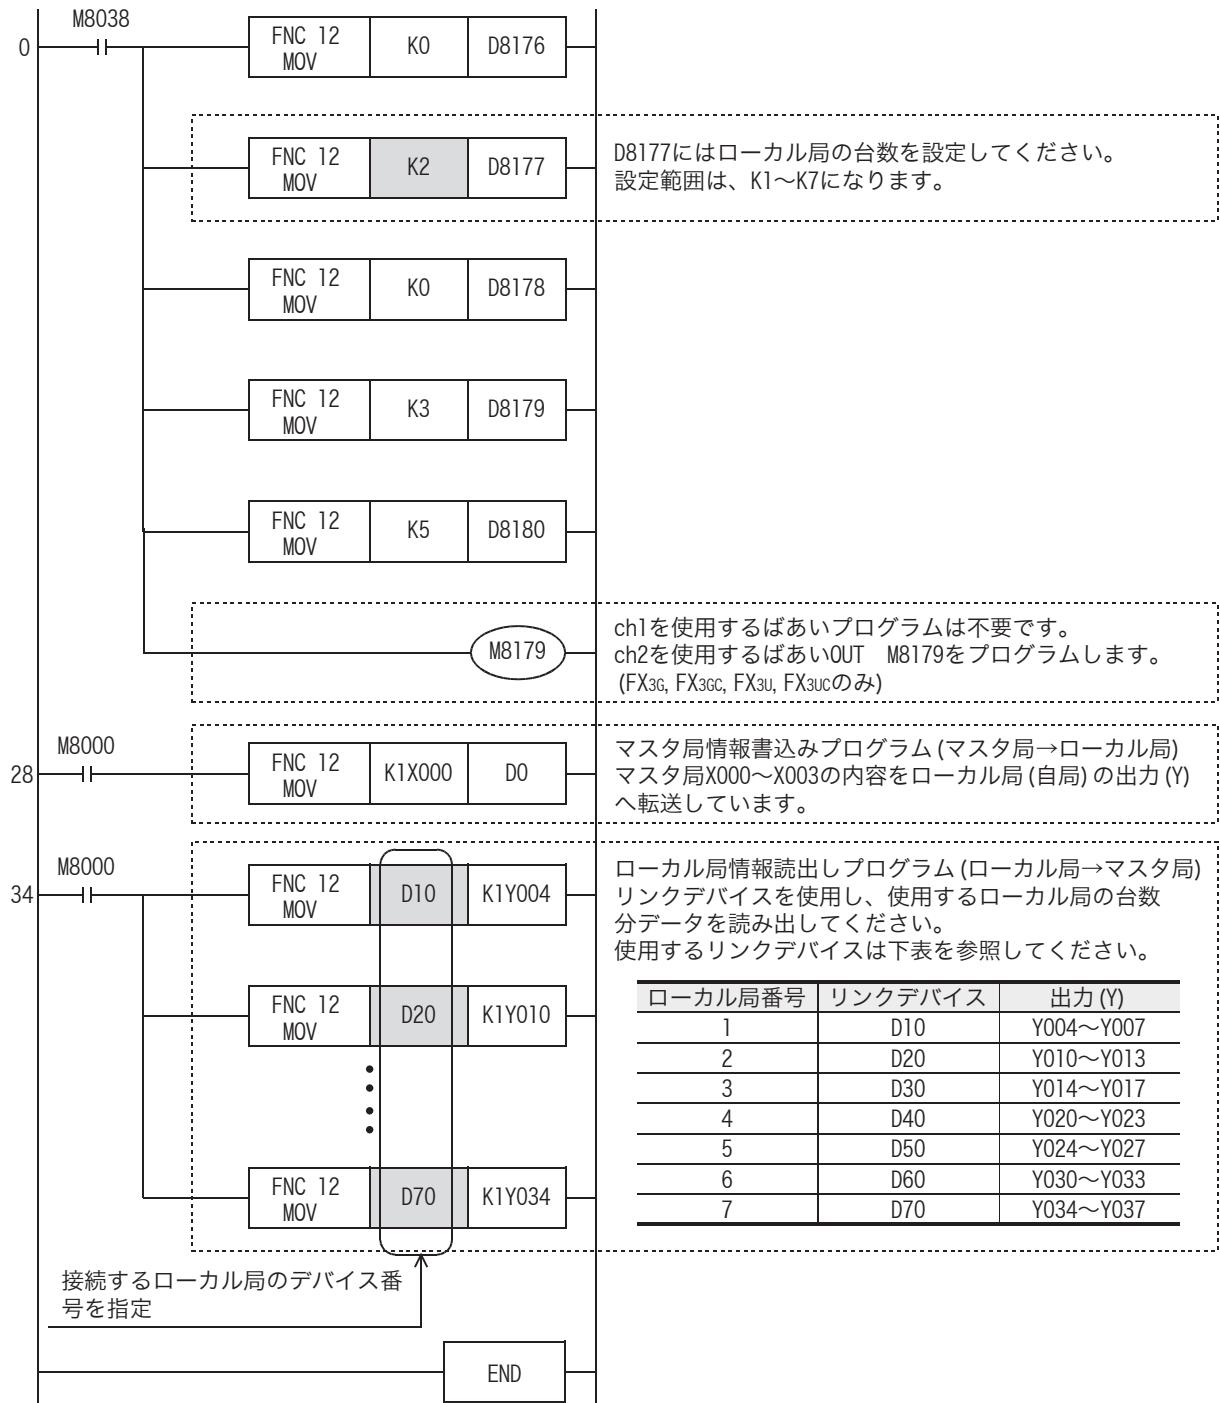 M8038
0
FNC 12
MOV
K0
D8176
FNC 12
MOV
K2
D8177
D8177にはローカル局の台数を設定してください。
設定範囲は、K1～K7になります。
FNC 12
MOV
K0
D8178
FNC 12
MOV
K3
D8179
FNC 12
MOV
K5
D8180
M8179
ch1を使用するばあいプログラムは不要です。
ch2を使用するばあいOUT　M8179をプログラムします。
(FX3G, FX3GC, FX3U, FX3UCのみ)
M8000
28
FNC 12
MOV
K1X000
D0
マスタ局情報書込みプログラム(マスタ局→ローカル局)
マスタ局X000～X003の内容をローカル局(自局)の出力(Y)
へ転送しています。
M8000
34
FNC 12
MOV
D10
K1Y004
ローカル局情報読出しプログラム(ローカル局→マスタ局)
リンクデバイスを使用し、使用するローカル局の台数
分データを読み出してください。
使用するリンクデバイスは下表を参照してください。
FNC 12
MOV
D20
K1Y010
FNC 12
MOV
D70
K1Y034
ローカル局番号 リンクデバイス 出力(Y)
1 D10 Y004～Y007
2 D20 Y010～Y013
3 D30 Y014～Y017
4 D40 Y020～Y023
5 D50 Y024～Y027
6 D60 Y030～Y033
7 D70 Y034～Y037
接続するローカル局のデバイス番
号を指定
END